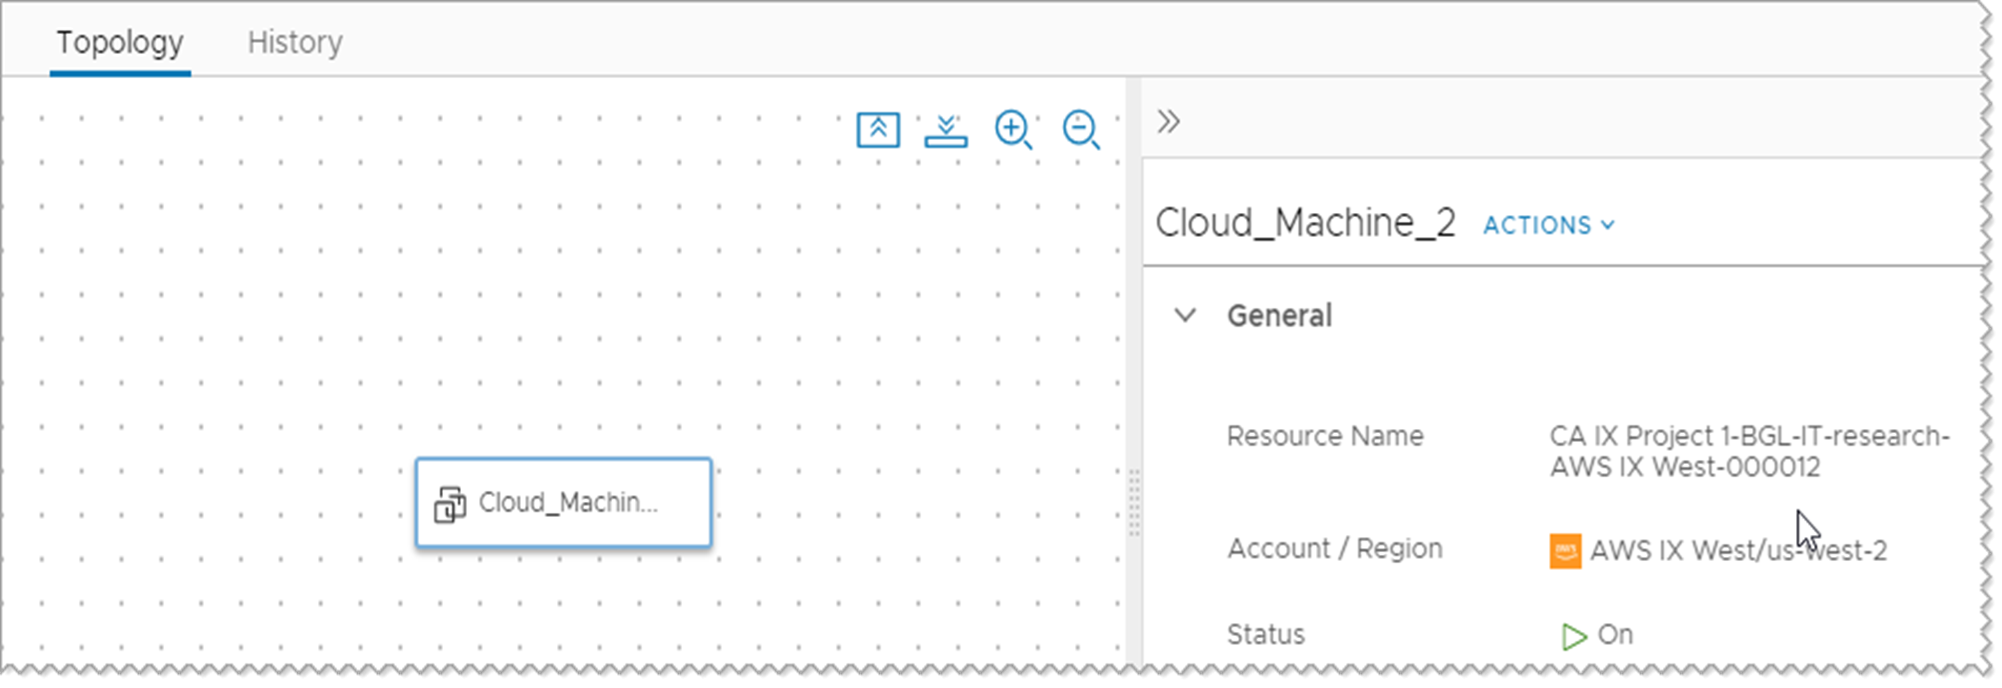 Topology History
Cloud_Machine_2 ACTIONS
General
Resource Name CA IX Project 1-BGL-IT-research-
AWS IX West-000012
Cloud_Machin...
Account / Region aws AWS IX West/us-west-2
Status On